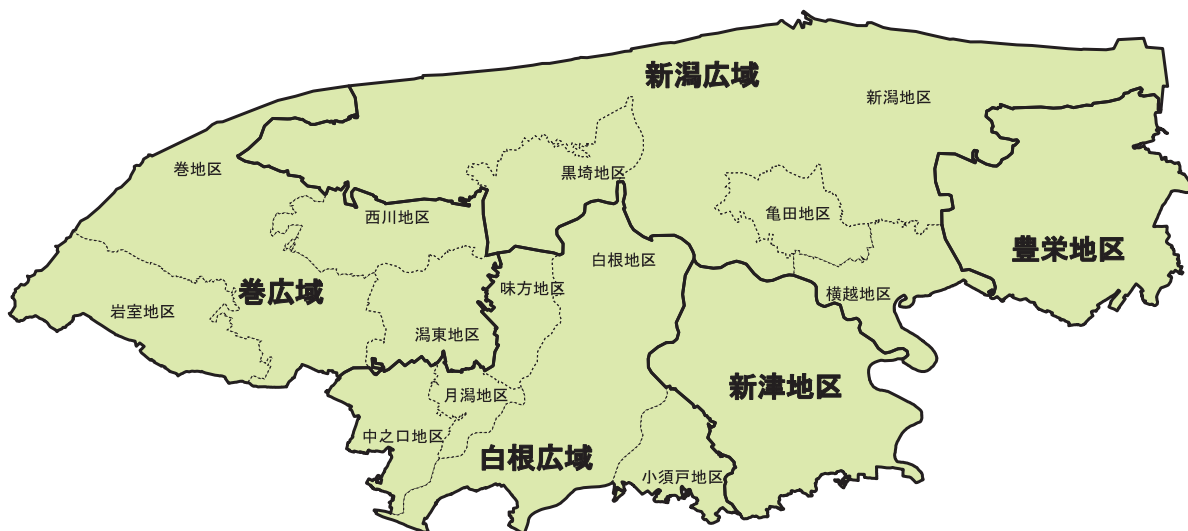 新潟広域
新潟地区
巻地区
黒埼地区
西川地区
亀田地区
豊栄地区
白根地区
味方地区
巻広域
横越地区
岩室地区
潟東地区
新津地区
月潟地区
中之口地区
白根広域
小須戸地区